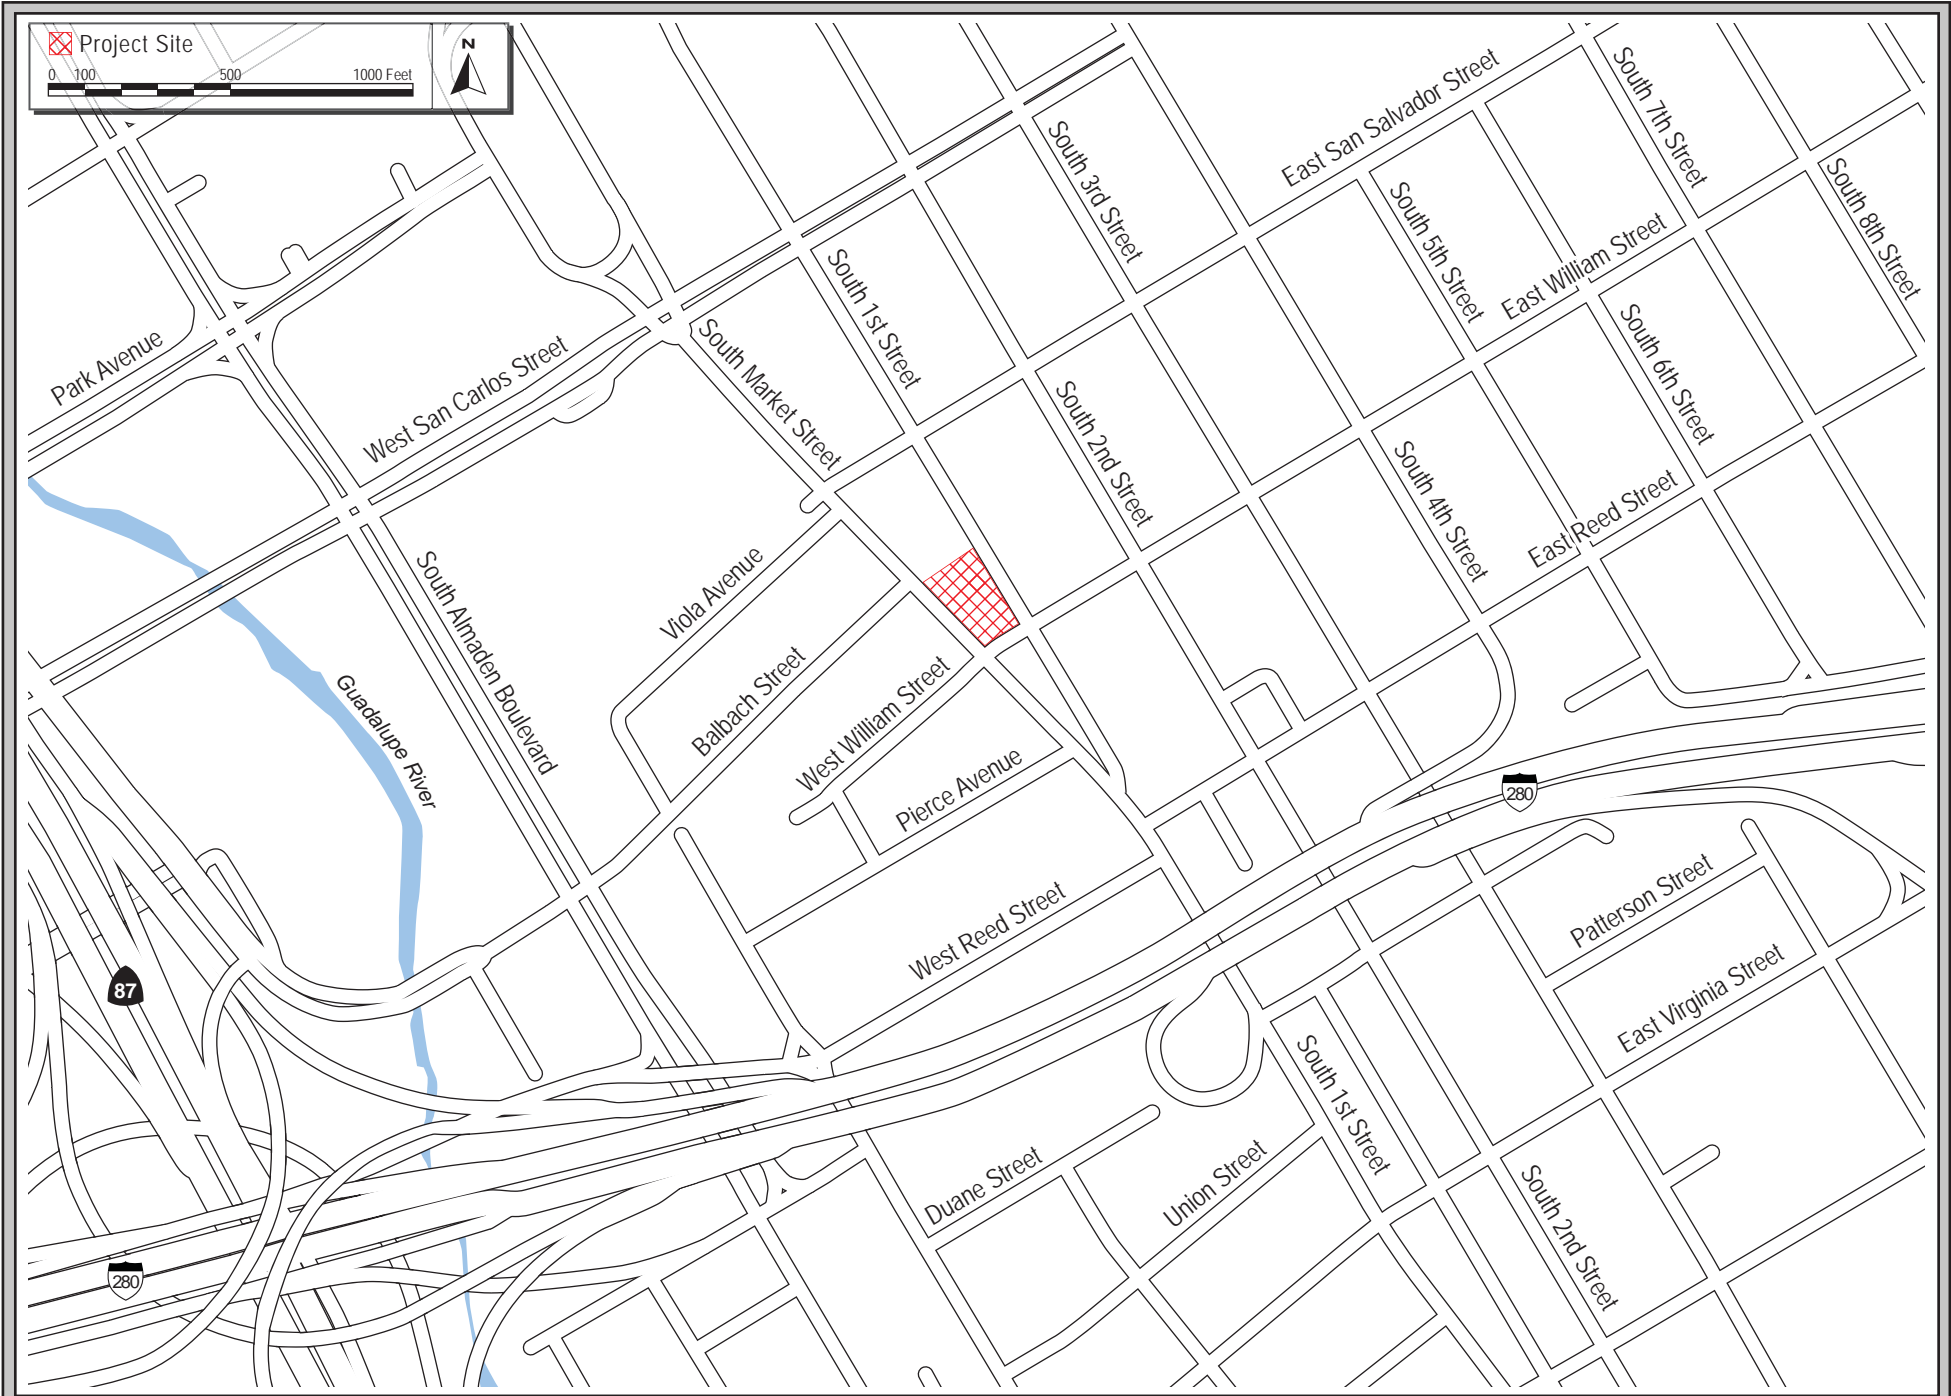 Project Site
0 100 500 1000 Feet
N
South 7th Street
East San Salvador Street
South 3rd Street
South 8th Street
South 5th Street
East William Street
South 1st Street
South 6th Street
Park Avenue
West San Carlos Street
South Market Street
South 2nd Street
South 4th Street
East Reed Street
South Almaden Boulevard
Viola Avenue
Balbach Street
West William Street
Guadalupe River
Pierce Avenue
280
Patterson Street
West Reed Street
East Virginia Street
87
South 1st Street
Duane Street
Union Street
South 2nd Street
280